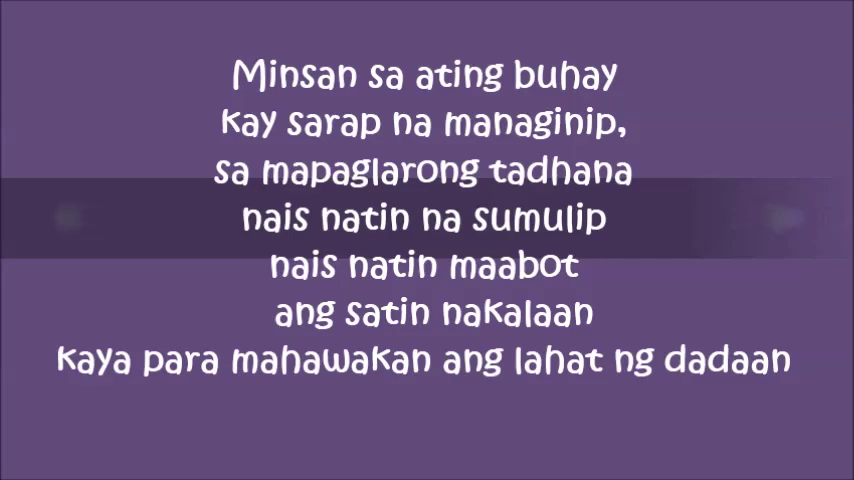 Minsan sa ating buhay
kay sarap na managinip,
sa mapaglarong tadhana
nais natin na sumulip
nais natin maabot
ang satin nakalaan
kaya para mahawakan ang lahat ng dadaan